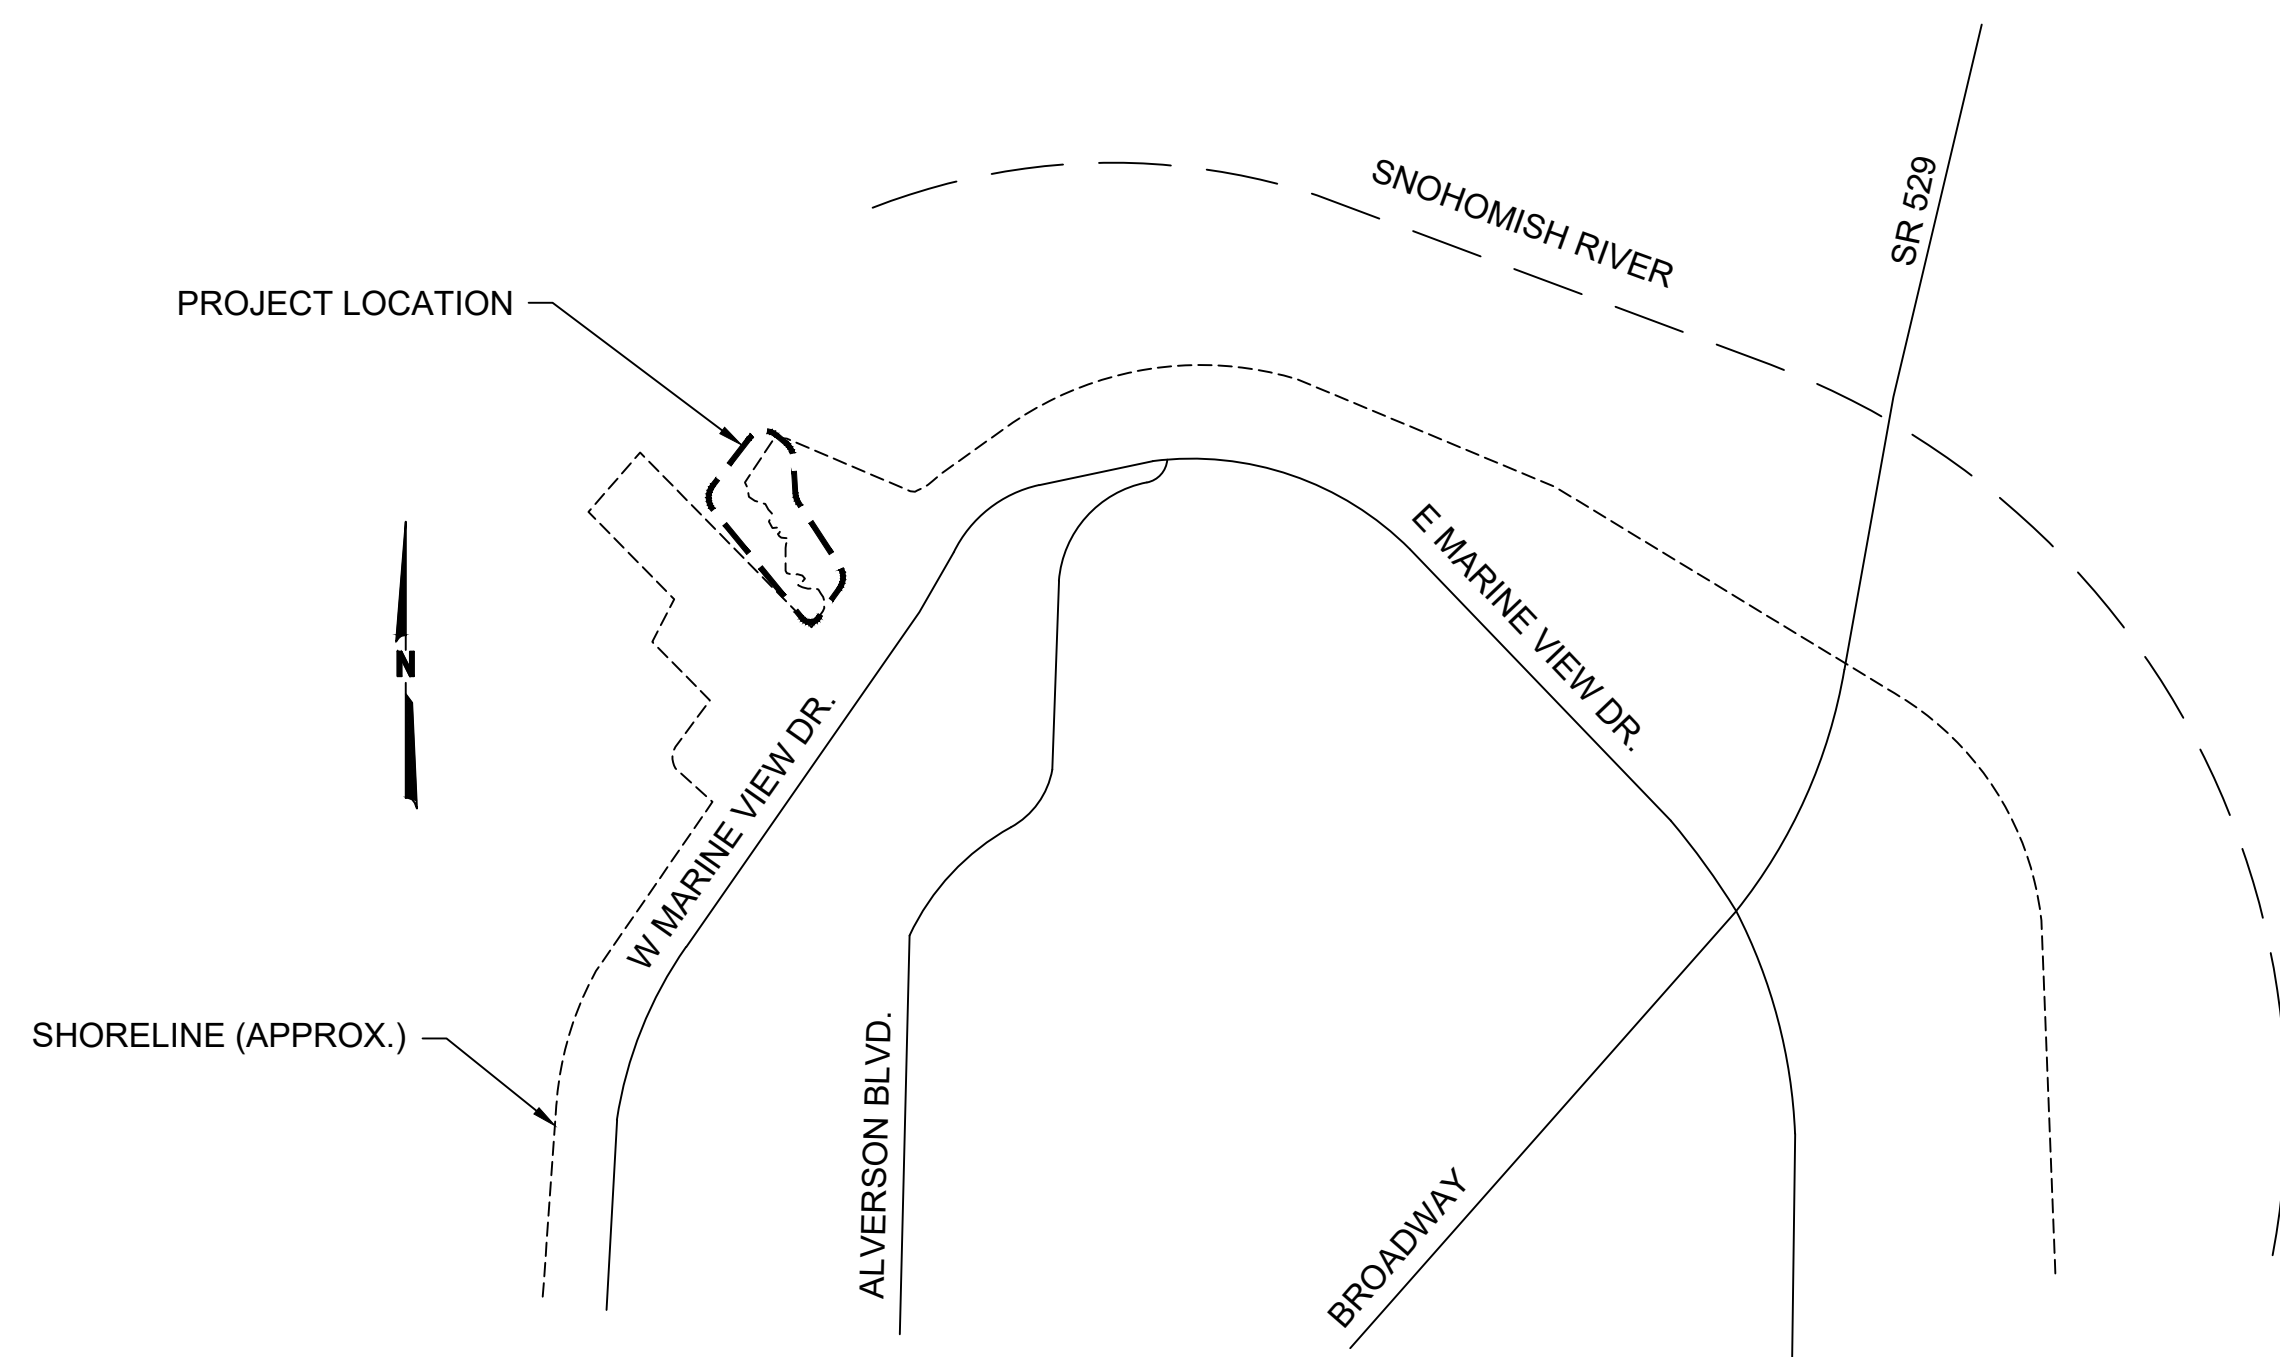 SNOHOMISH RIVER
SR 529
PROJECT LOCATION
E MARINE VIEW DR.
N
W MARINE VIEW DR.
SHORELINE (APPROX.)
ALVERSON BLVD.
BROADWAY